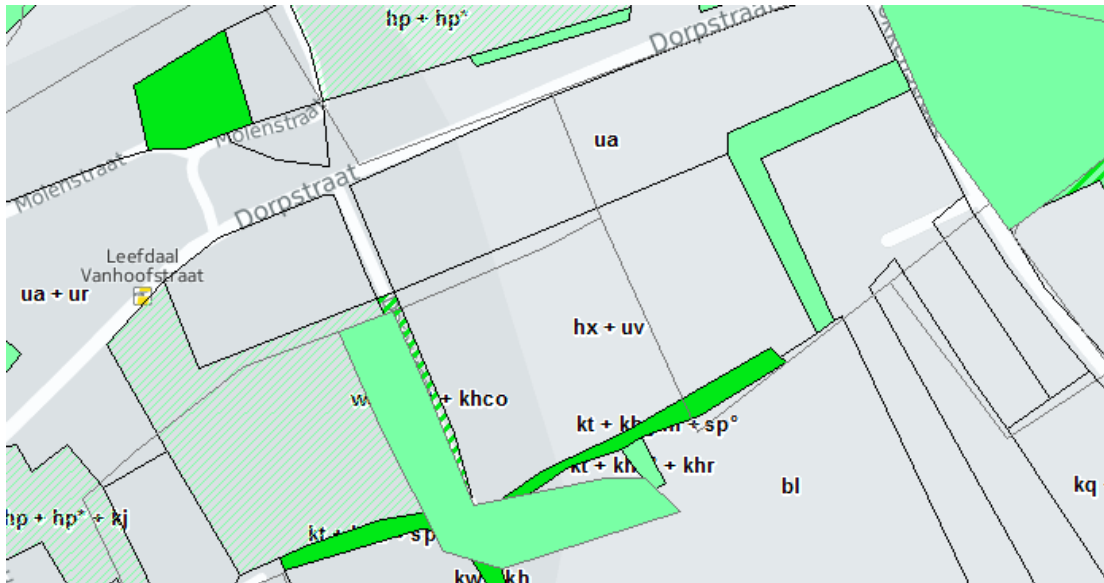 hp + hp*
Dorpstraat
ua
Molenstraat
Molenstraat
Dorpstraat
Leefdaal
Vanhoofstraat
ua + ur
hx + uv
+ khco
kt + kh + sp°
kt + kh + khr
bl
kq
hp + hp* + kj
kt + sp
kw kh